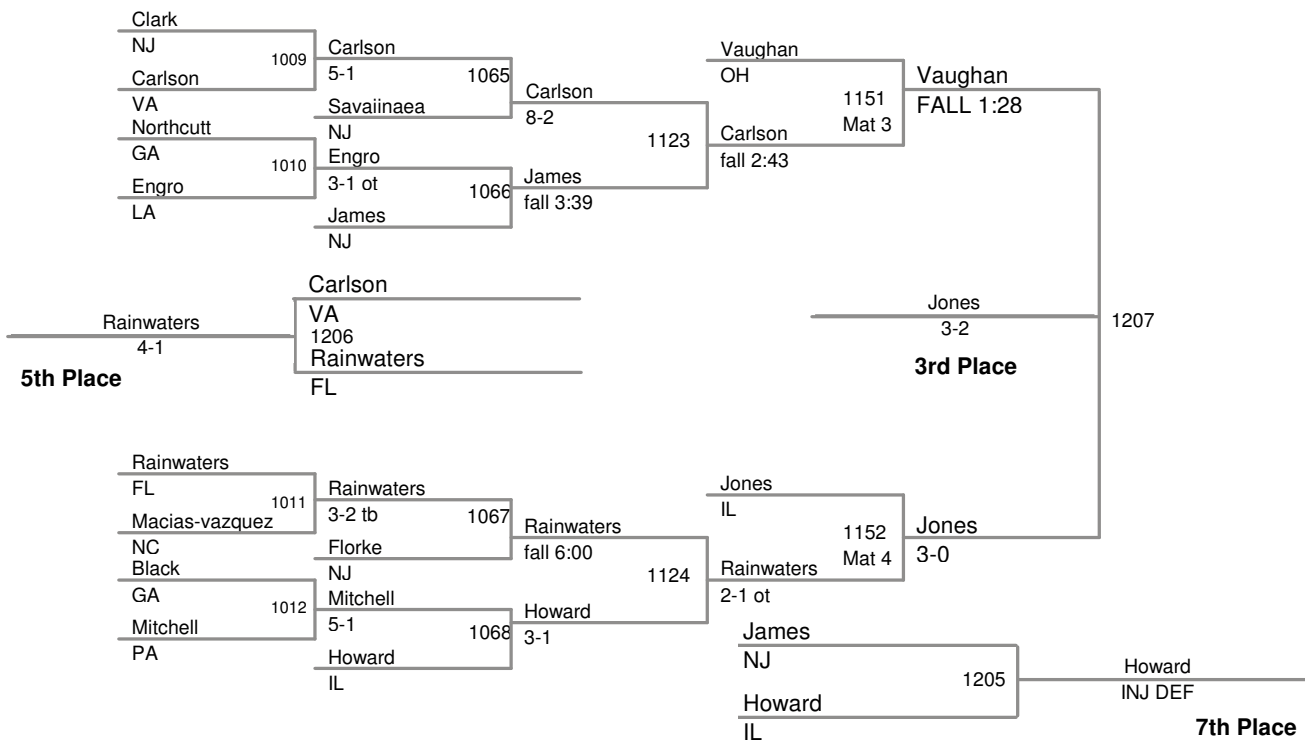 Clark
NJ
1009
Carlson
VA
Carlson
5-1
1065
Savaiinaea
NJ
Northcutt
GA
1010
Engro
LA
Engro
3-1 ot
1066
James
NJ
Carlson
8-2
1123
James
fall 3:39
Vaughan
OH
1151
Mat 3
Carlson
fall 2:43
Vaughan
FALL 1:28
Carlson
VA
1206
Rainwaters
FL
Rainwaters
4-1
5th Place
Jones
3-2
3rd Place
1207
Rainwaters
FL
1011
Macias-vazquez
NC
Rainwaters
3-2 tb
1067
Florke
NJ
Black
GA
1012
Mitchell
PA
Mitchell
5-1
1068
Howard
IL
Rainwaters
fall 6:00
1124
Howard
3-1
Jones
IL
1152
Mat 4
Rainwaters
2-1 ot
Jones
3-0
James
NJ
1205
Howard
IL
Howard
INJ DEF
7th Place